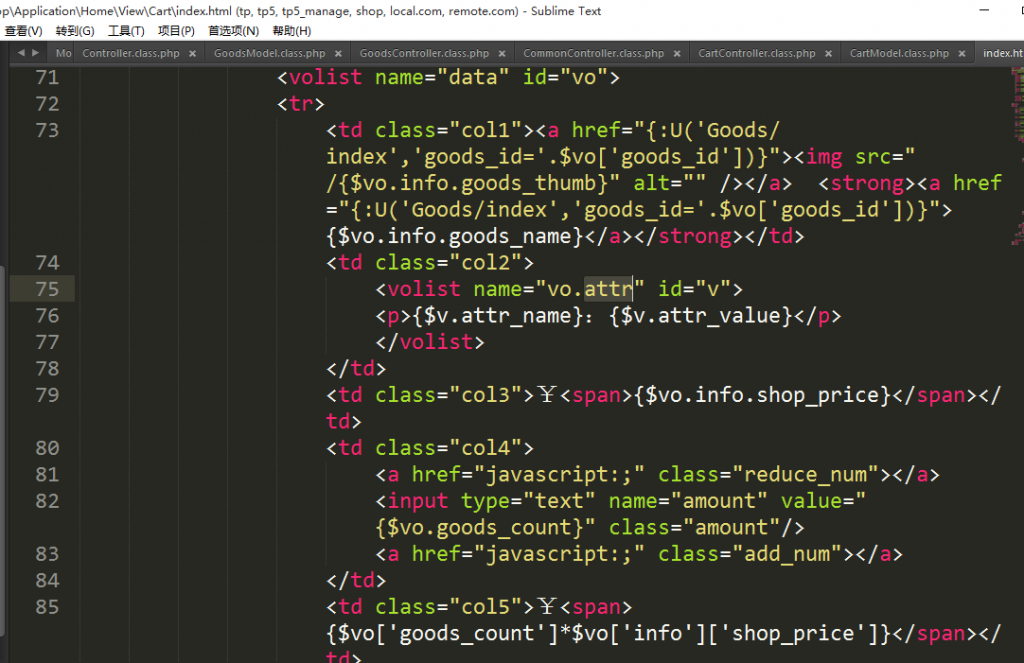 op\Application\Home\View\Cart\index.html (tp, tp5, tp5_manage, shop, local.com, remote.com) - Sublime Text
查看(V) 转到(G) 工具(T) 项目(P) 首选项(N) 帮助(H)
Mo Controller.class.php × GoodsModel.class.php × GoodsController.class.php × CommonController.class.php × CartController.class.php × CartModel.class.php × index.ht
71 <volist name="data" id="vo">
72 <tr>
73 <td class="col1"><a href="{:U('Goods/
index','goods_id='.$vo['goods_id'])}"><img src="
/{$vo.info.goods_thumb}" alt="" /></a> <strong><a href
="{:U('Goods/index','goods_id='.$vo['goods_id'])}">
{$vo.info.goods_name}</a></strong></td>
74 <td class="col2">
75 <volist name="vo.attr" id="v">
76 <p>{$v.attr_name}：{$v.attr_value}</p>
77 </volist>
78 </td>
79 <td class="col3">￥<span>{$vo.info.shop_price}</span></
td>
80 <td class="col4">
81 <a href="javascript:;" class="reduce_num"></a>
82 <input type="text" name="amount" value="
{$vo.goods_count}" class="amount"/>
83 <a href="javascript:;" class="add_num"></a>
84 </td>
85 <td class="col5">￥<span>
{$vo['goods_count']*$vo['info']['shop_price']}</span></
td>